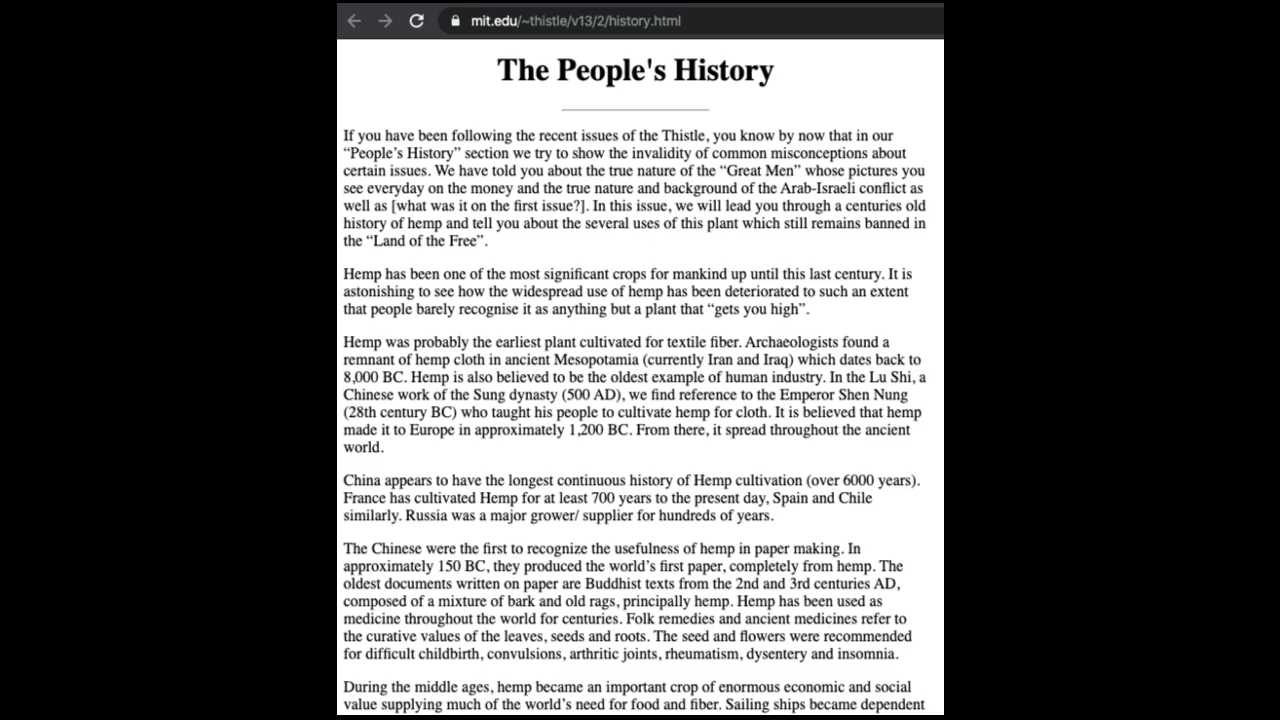 mit.edu/~thistle/v13/2/history.html
The People's History
If you have been following the recent issues of the Thistle, you know by now that in our
“People’s History” section we try to show the invalidity of common misconceptions about
certain issues. We have told you about the true nature of the “Great Men” whose pictures you
see everyday on the money and the true nature and background of the Arab-Israeli conflict as
well as [what was it on the first issue?]. In this issue, we will lead you through a centuries old
history of hemp and tell you about the several uses of this plant which still remains banned in
the “Land of the Free”.
Hemp has been one of the most significant crops for mankind up until this last century. It is
astonishing to see how the widespread use of hemp has been deteriorated to such an extent
that people barely recognise it as anything but a plant that “gets you high”.
Hemp was probably the earliest plant cultivated for textile fiber. Archaeologists found a
remnant of hemp cloth in ancient Mesopotamia (currently Iran and Iraq) which dates back to
8,000 BC. Hemp is also believed to be the oldest example of human industry. In the Lu Shi, a
Chinese work of the Sung dynasty (500 AD), we find reference to the Emperor Shen Nung
(28th century BC) who taught his people to cultivate hemp for cloth. It is believed that hemp
made it to Europe in approximately 1,200 BC. From there, it spread throughout the ancient
world.
China appears to have the longest continuous history of Hemp cultivation (over 6000 years).
France has cultivated Hemp for at least 700 years to the present day, Spain and Chile
similarly. Russia was a major grower/ supplier for hundreds of years.
The Chinese were the first to recognize the usefulness of hemp in paper making. In
approximately 150 BC, they produced the world’s first paper, completely from hemp. The
oldest documents written on paper are Buddhist texts from the 2nd and 3rd centuries AD,
composed of a mixture of bark and old rags, principally hemp. Hemp has been used as
medicine throughout the world for centuries. Folk remedies and ancient medicines refer to
the curative values of the leaves, seeds and roots. The seed and flowers were recommended
for difficult childbirth, convulsions, arthritic joints, rheumatism, dysentery and insomnia.
During the middle ages, hemp became an important crop of enormous economic and social
value supplying much of the world’s need for food and fiber. Sailing ships became dependent